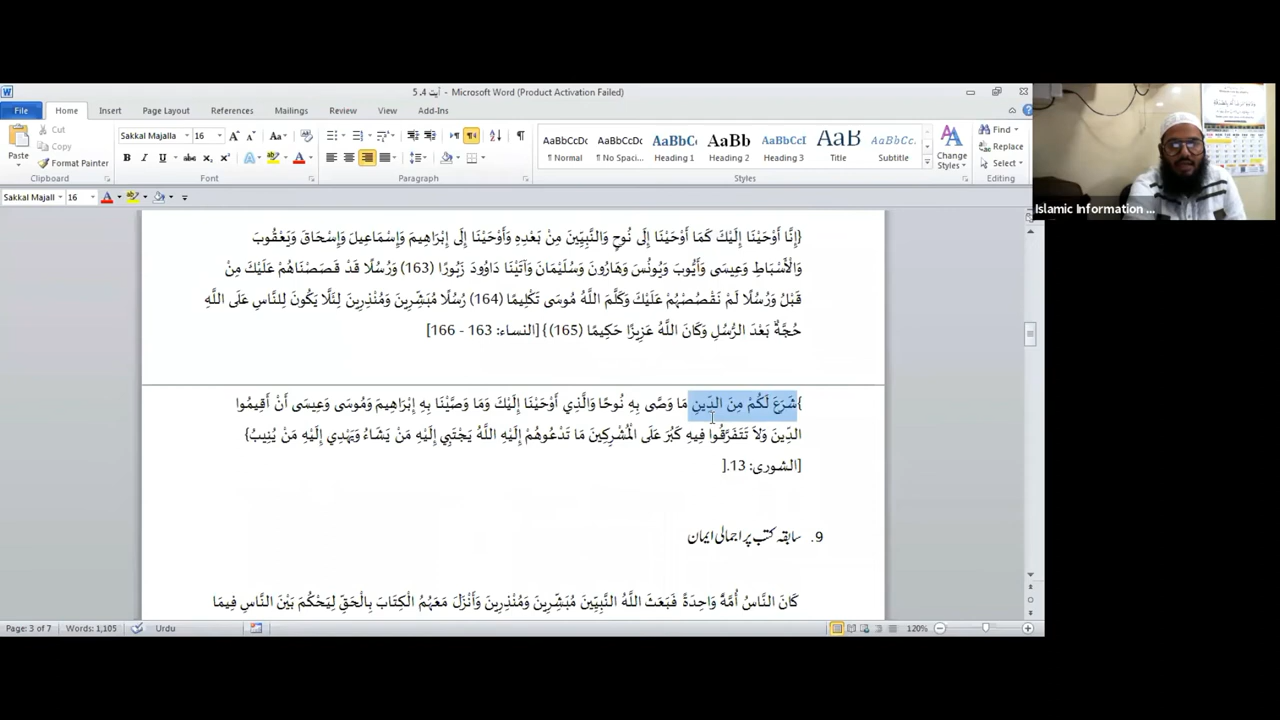 آیت 5.4 - Microsoft Word (Product Activation Failed)
File Home Insert Page Layout References Mailings Review View Add-Ins
Cut
Copy
Paste
Format Painter
Clipboard
Sakkal Majalla 16
Font
Paragraph
AaBbCcDc AaBbCcDc AaBbCc AaBb AaBbCcl AaB AaBbCcl
¶ Normal ¶ No Spaci... Heading 1 Heading 2 Heading 3 Title Subtitle
Styles
Change Styles
Find
Replace
Select
Editing
Sakkal Majall 16
Islamic Information ...
{إِنَّا أَوْحَيْنَا إِلَيْكَ كَمَا أَوْحَيْنَا إِلَى نُوحٍ وَالنَّبِيِّينَ مِنْ بَعْدِهِ وَأَوْحَيْنَا إِلَى إِبْرَاهِيمَ وَإِسْمَاعِيلَ وَإِسْحَاقَ وَيَعْقُوبَ
وَالْأَسْبَاطِ وَعِيسَى وَأَيُّوبَ وَيُونُسَ وَهَارُونَ وَسُلَيْمَانَ وَآتَيْنَا دَاوُودَ زَبُورًا (163) وَرُسُلًا قَدْ قَصَصْنَاهُمْ عَلَيْكَ مِنْ
قَبْلُ وَرُسُلًا لَمْ نَقْصُصْهُمْ عَلَيْكَ وَكَلَّمَ اللَّهُ مُوسَى تَكْلِيمًا (164) رُسُلًا مُبَشِّرِينَ وَمُنْذِرِينَ لِئَلَّا يَكُونَ لِلنَّاسِ عَلَى اللَّهِ
حُجَّةٌ بَعْدَ الرُّسُلِ وَكَانَ اللَّهُ عَزِيزًا حَكِيمًا (165)} [النساء: 163 - 166]
}شَرَعَ لَكُمْ مِنَ الدِّينِ مَا وَصَّى بِهِ نُوحًا وَالَّذِي أَوْحَيْنَا إِلَيْكَ وَمَا وَصَّيْنَا بِهِ إِبْرَاهِيمَ وَمُوسَى وَعِيسَى أَنْ أَقِيمُوا
الدِّينَ وَلاَ تَتَفَرَّقُوا فِيهِ كَبُرَ عَلَى الْمُشْرِكِينَ مَا تَدْعُوهُمْ إِلَيْهِ اللَّهُ يَجْتَبِي إِلَيْهِ مَنْ يَشَاءُ وَيَهْدِي إِلَيْهِ مَنْ يُنِيبُ{
[الشورى: 13.]
9. سابقہ کتب پر اجمالی ایمان
كَانَ النَّاسُ أُمَّةً وَاحِدَةً فَبَعَثَ اللَّهُ النَّبِيِّينَ مُبَشِّرِينَ وَمُنْذِرِينَ وَأَنْزَلَ مَعَهُمُ الْكِتَابَ بِالْحَقِّ لِيَحْكُمَ بَيْنَ النَّاسِ فِيمَا
Page: 3 of 7 Words: 1,105 Urdu 120%